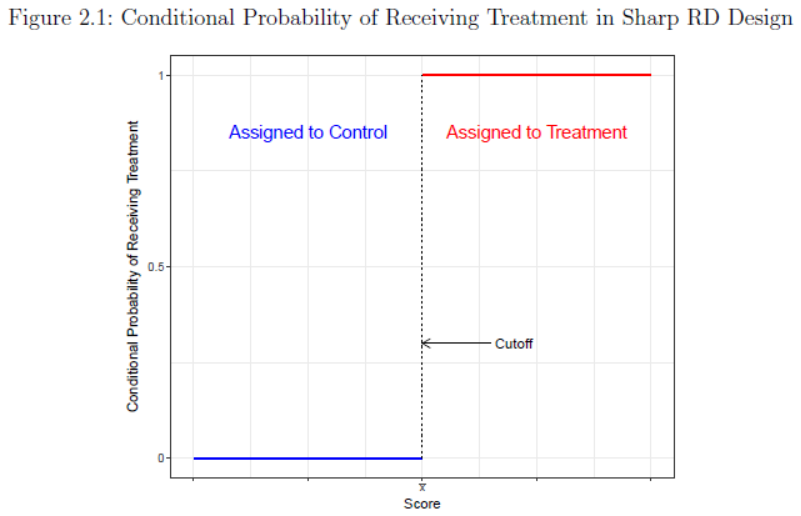 Figure 2.1: Conditional Probability of Receiving Treatment in Sharp RD Design
1
Assigned to Control
Assigned to Treatment
Conditional Probability of Receiving Treatment
0.5
Cutoff
0
x̅
Score